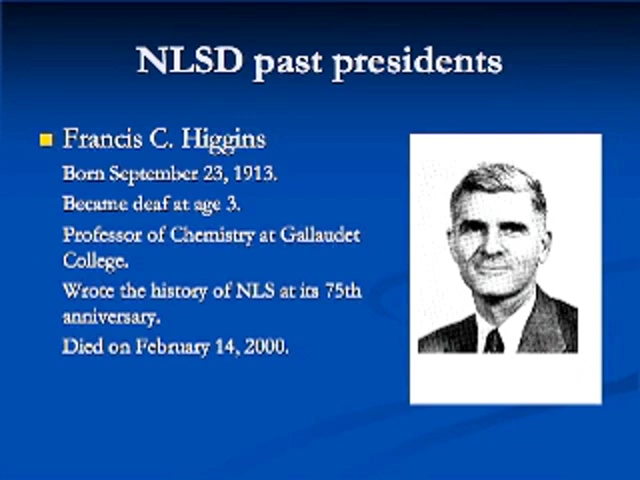 NLSD past presidents
Francis C. Higgins
Born September 23, 1913.
Became deaf at age 3.
Professor of Chemistry at Gallaudet
College.
Wrote the history of NLS at its 75th
anniversary.
Died on February 14, 2000.